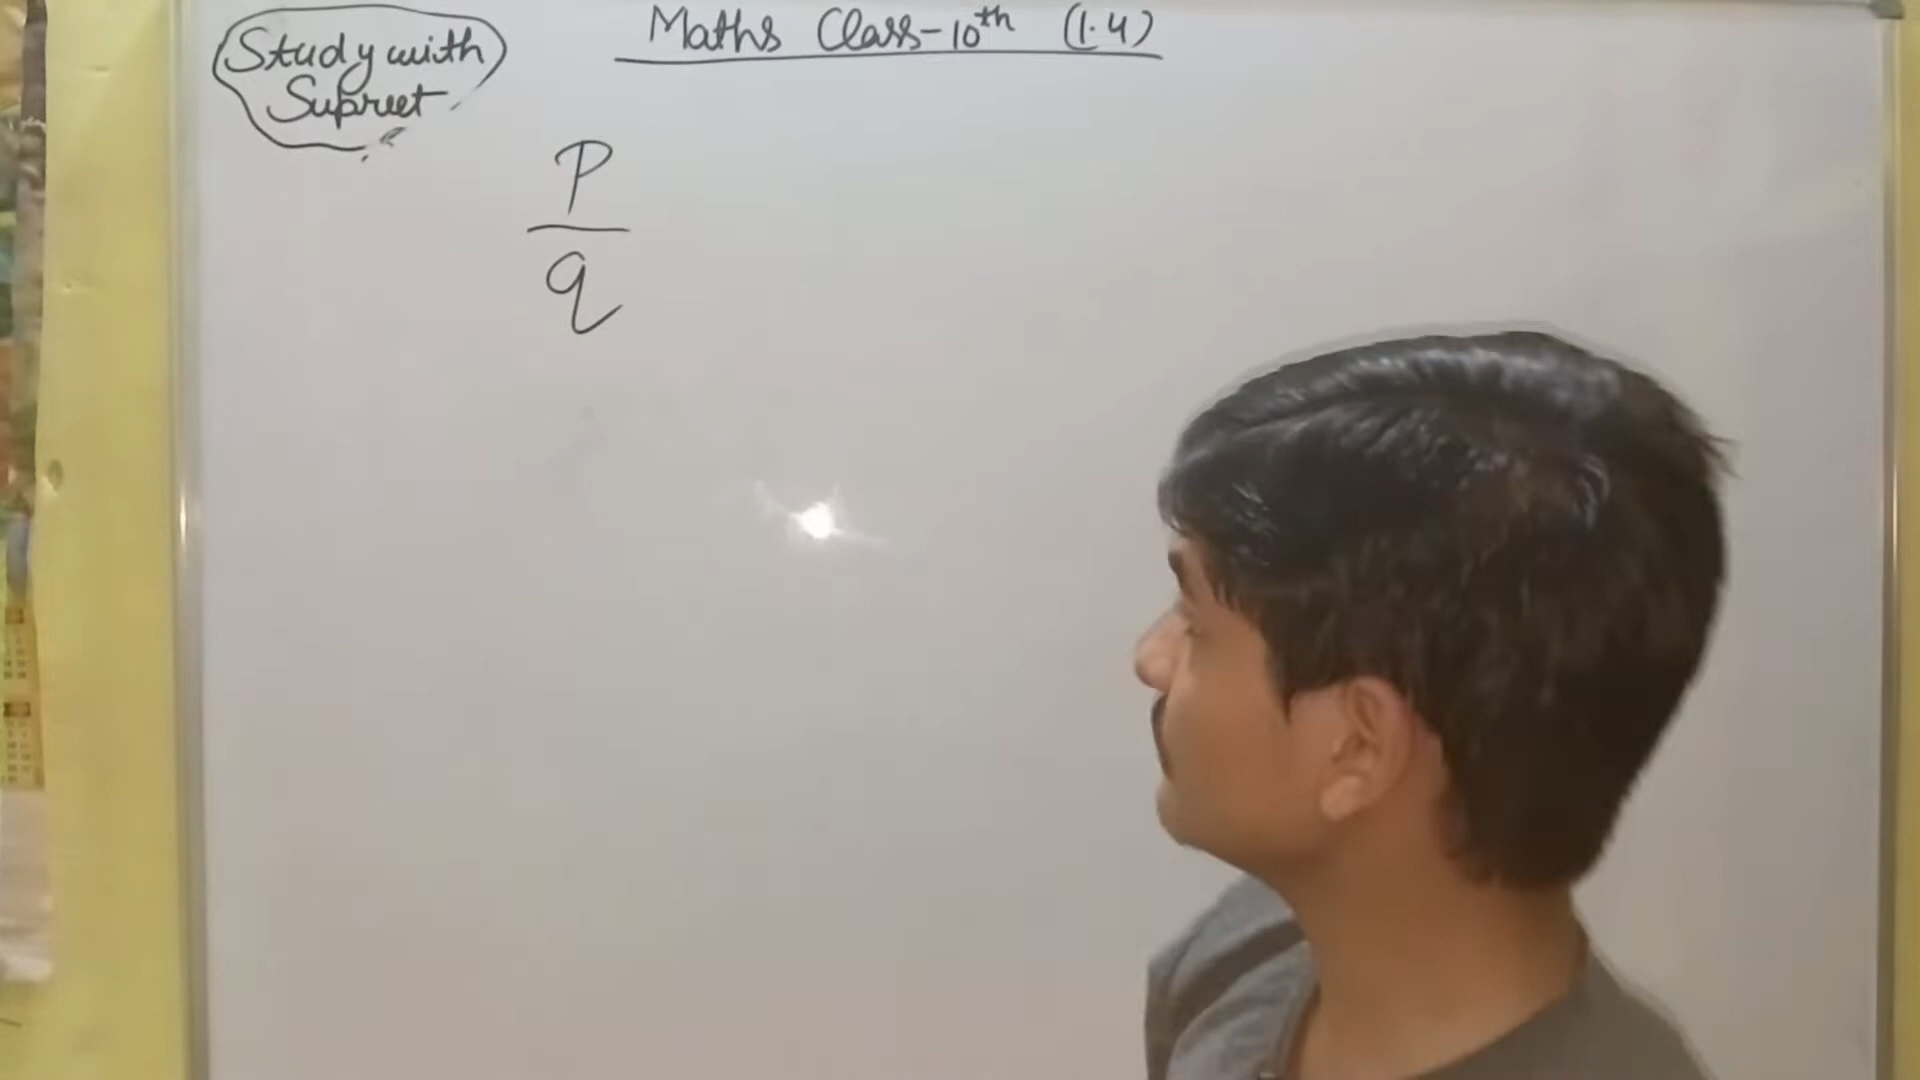 Study with
Supreet
Maths Class-10th (1.4)
P
q